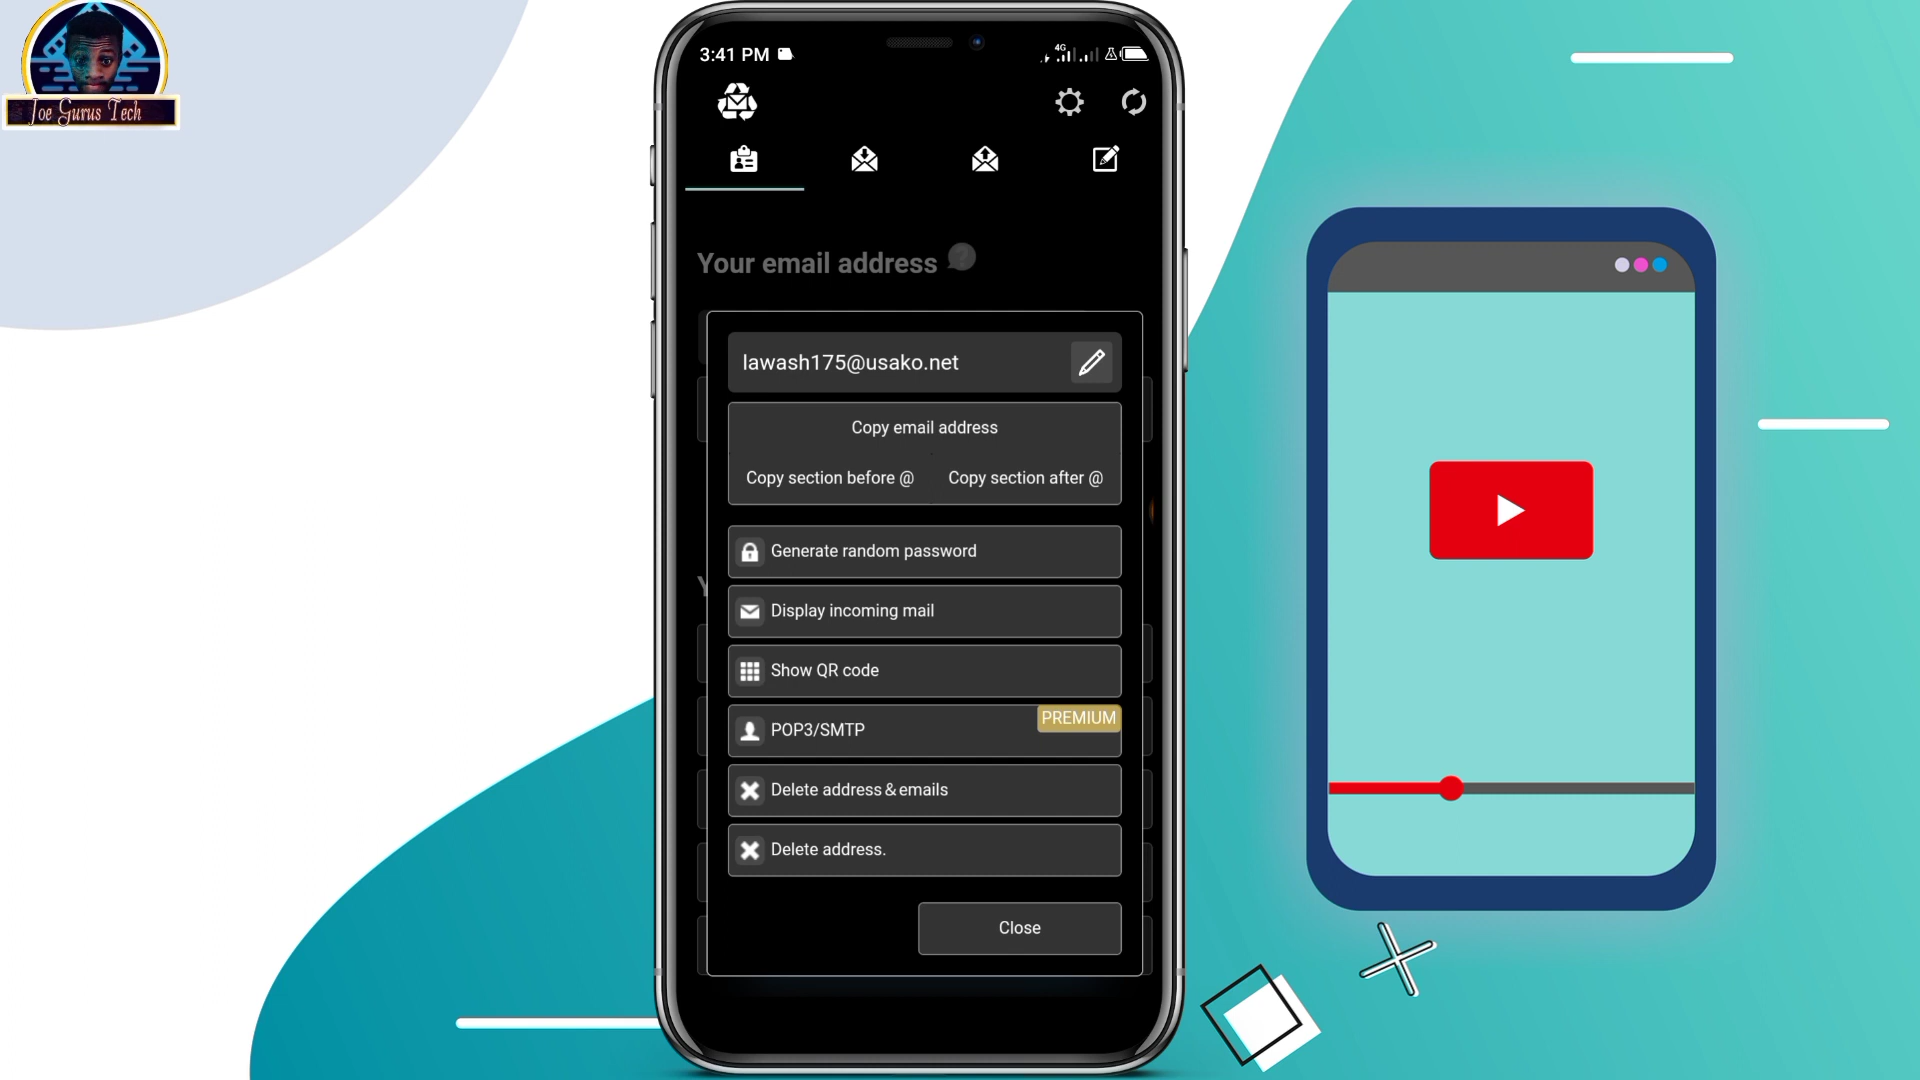 Joe Gurus Tech
3:41 PM
4G
Your email address ?
lawash175@usako.net
Copy email address
Copy section before @ Copy section after @
Generate random password
Display incoming mail
Show QR code
PREMIUM
POP3/SMTP
Delete address & emails
Delete address.
Close